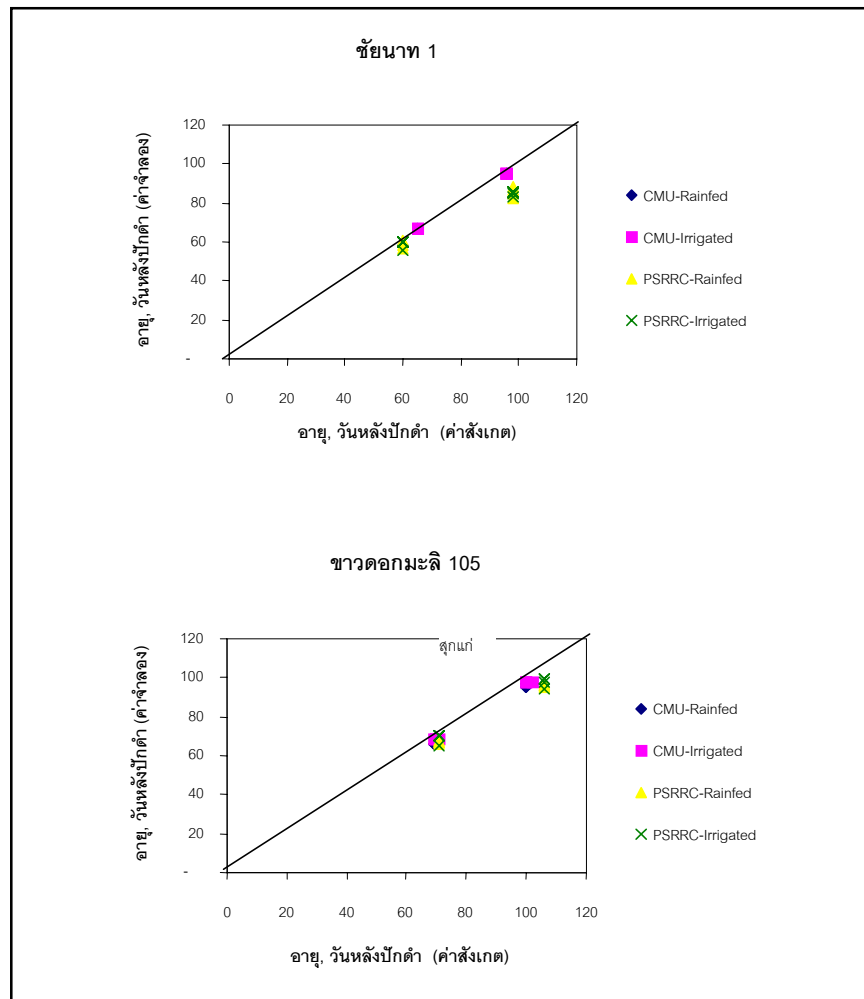 ชัยนาท 1
อายุ, วันหลังปักดำ (ค่าจำลอง)
120
100
80
60
40
20
-
0 20 40 60 80 100 120
อายุ, วันหลังปักดำ (ค่าสังเกต)
CMU-Rainfed
CMU-Irrigated
PSRRC-Rainfed
PSRRC-Irrigated
ขาวดอกมะลิ 105
สุกแก่
อายุ, วันหลังปักดำ (ค่าจำลอง)
120
100
80
60
40
20
-
0 20 40 60 80 100 120
อายุ, วันหลังปักดำ (ค่าสังเกต)
CMU-Rainfed
CMU-Irrigated
PSRRC-Rainfed
PSRRC-Irrigated